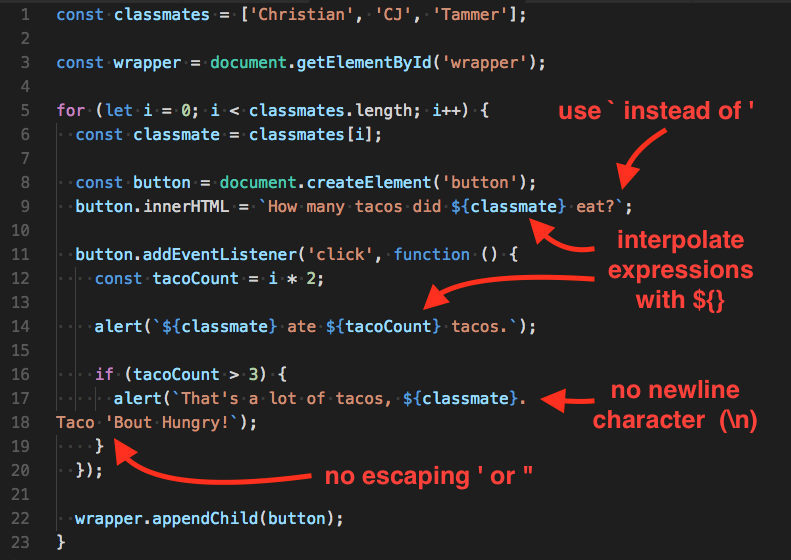 1 const classmates = ['Christian', 'CJ', 'Tammer'];
2
3 const wrapper = document.getElementById('wrapper');
4
5 for (let i = 0; i < classmates.length; i++) {
6   const classmate = classmates[i];
7
8   const button = document.createElement('button');
9   button.innerHTML = `How many tacos did ${classmate} eat?`;
10
11   button.addEventListener('click', function () {
12     const tacoCount = i * 2;
13
14     alert(`${classmate} ate ${tacoCount} tacos.`);
15
16     if (tacoCount > 3) {
17       alert(`That's a lot of tacos, ${classmate}.
18 Taco 'Bout Hungry!`);
19     }
20   });
21
22   wrapper.appendChild(button);
23 }
use ` instead of '
interpolate
expressions
with ${}
no newline
character (\n)
no escaping ' or "